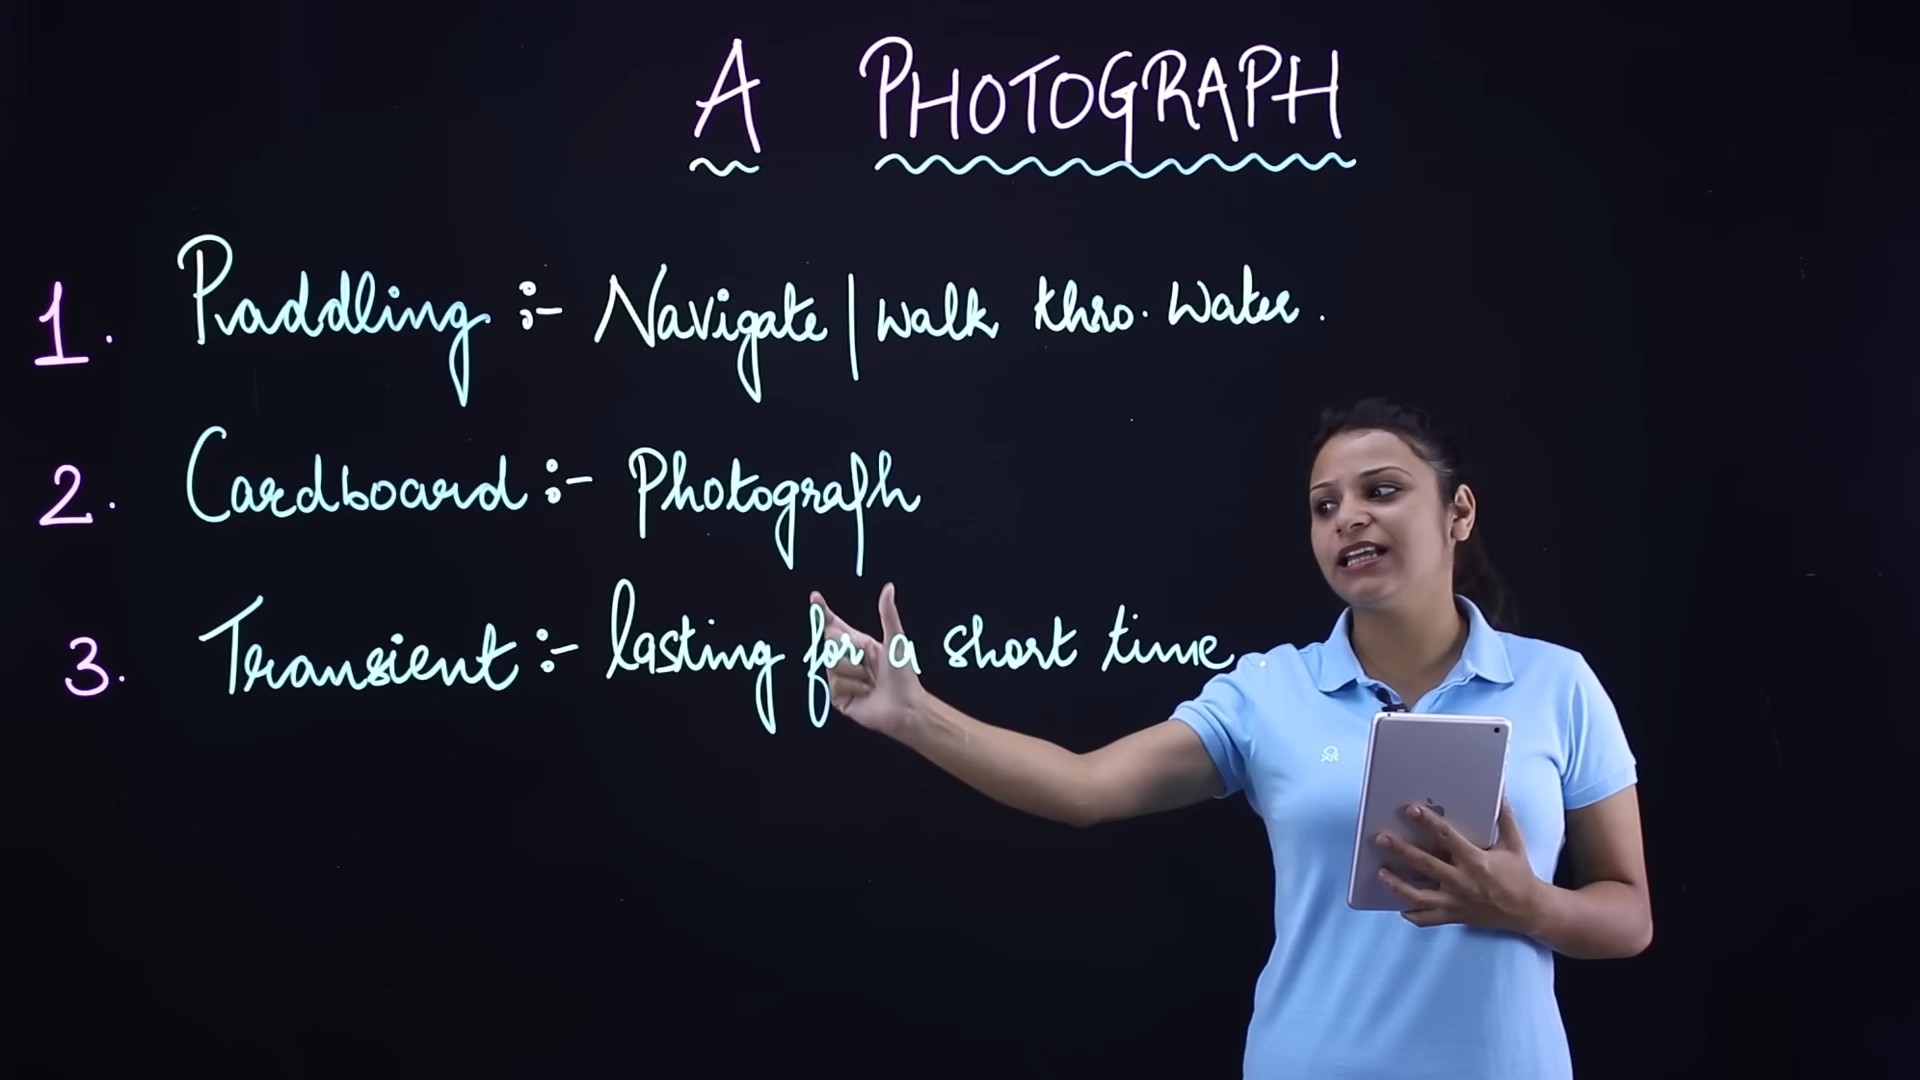 A PHOTOGRAPH
1. Paddling :- Navigate | walk thro. water.
2. Cardboard :- Photograph
3. Transient :- lasting for a short time.